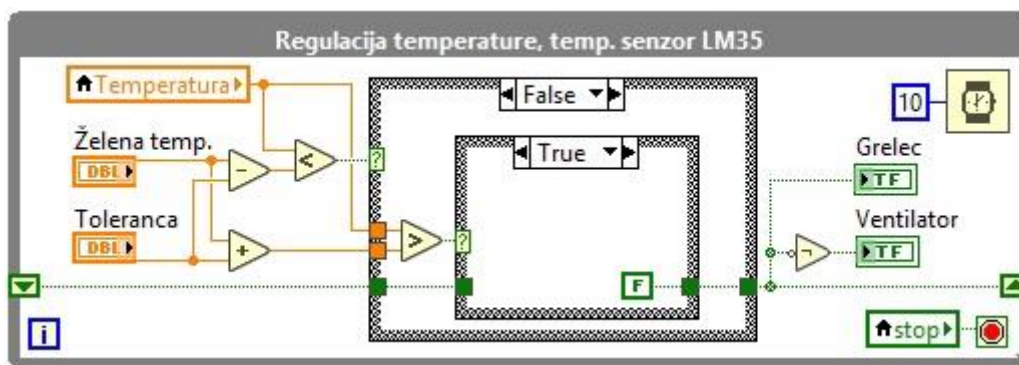 Regulacija temperature, temp. senzor LM35
Temperatura
False
10
Želena temp.
DBL
True
Grelec
TF
Toleranca
DBL
Ventilator
TF
F
i
stop